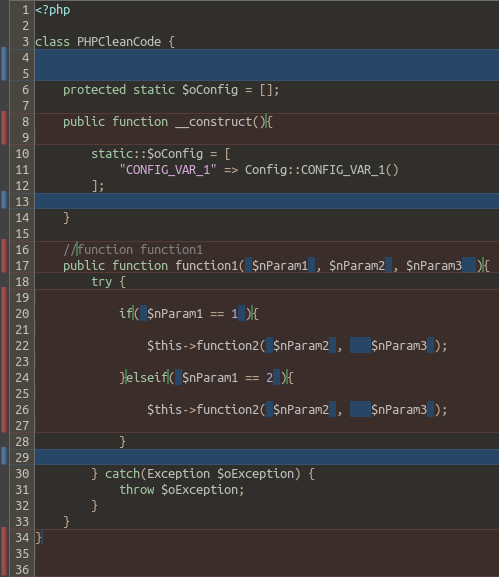 1 <?php
2
3 class PHPCleanCode {
4
5
6     protected static $oConfig = [];
7
8     public function __construct(){
9
10         static::$oConfig = [
11             "CONFIG_VAR_1" => Config::CONFIG_VAR_1()
12         ];
13
14     }
15
16     //function function1
17     public function function1( $nParam1 , $nParam2 , $nParam3  ){
18         try {
19
20             if( $nParam1 == 1 ){
21
22                 $this->function2( $nParam2 ,    $nParam3 );
23
24             }elseif( $nParam1 == 2 ){
25
26                 $this->function2( $nParam2 ,    $nParam3 );
27
28             }
29
30         } catch(Exception $oException) {
31             throw $oException;
32         }
33     }
34 }
35
36